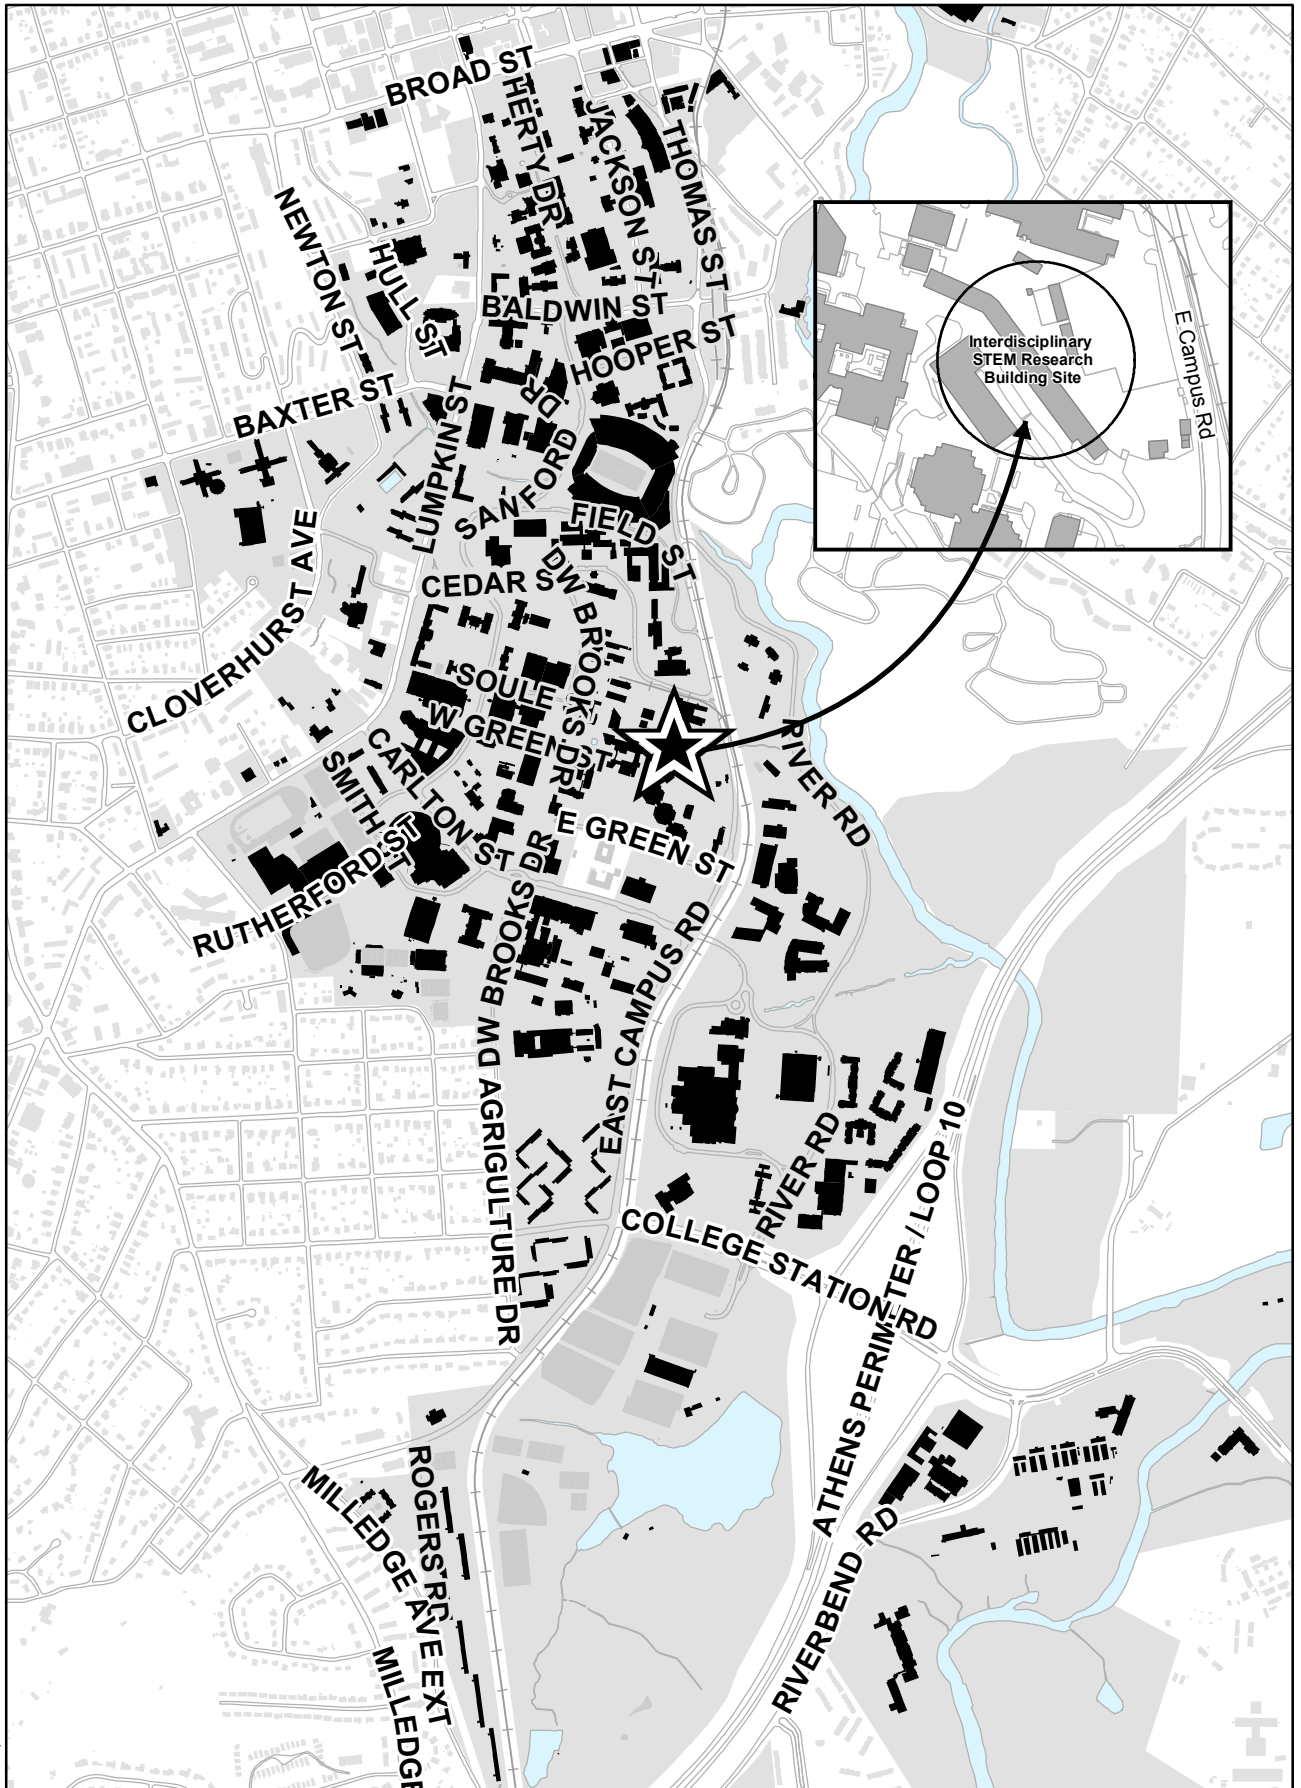 BROAD ST
HERTY DR
JACKSON ST
THOMAS ST
NEWTON ST
HULL ST
BALDWIN ST
HOOPER ST
BAXTER ST
LUMPKIN ST
SANFORD
DR
FIELD ST
CLOVERHURST AVE
CEDAR S
DW BROOKS DR
SOULE
W GREEN ST
CARLTON ST
SMITH ST
RUTHERFORD ST
E GREEN ST
RIVER RD
Interdisciplinary
STEM Research
Building Site
E Campus Rd
DW BROOKS DR
EAST CAMPUS RD
AGRIGULTURE DR
RIVER RD
COLLEGE STATION RD
ATHENS PERIMETER / LOOP 10
RIVERBEND RD
ROGERS RD
MILLEDGE AVE EXT
MILLEDGE